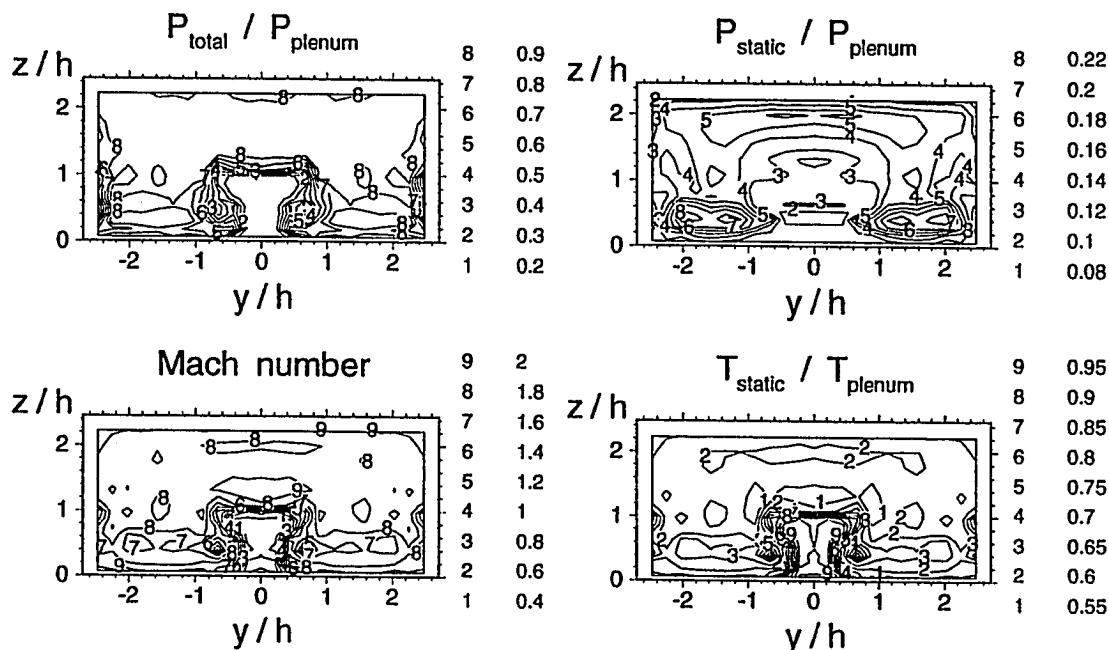 P_total / P_plenum
z / h
2
1
0
-2 -1 0 1 2
y / h
8 0.9
7 0.8
6 0.7
5 0.6
4 0.5
3 0.4
2 0.3
1 0.2
P_static / P_plenum
z / h
2
1
0
-2 -1 0 1 2
y / h
8 0.22
7 0.2
6 0.18
5 0.16
4 0.14
3 0.12
2 0.1
1 0.08
Mach number
z / h
2
1
0
-2 -1 0 1 2
y / h
9 2
8 1.8
7 1.6
6 1.4
5 1.2
4 1
3 0.8
2 0.6
1 0.4
T_static / T_plenum
z / h
2
1
0
-2 -1 0 1 2
y / h
9 0.95
8 0.9
7 0.85
6 0.8
5 0.75
4 0.7
3 0.65
2 0.6
1 0.55